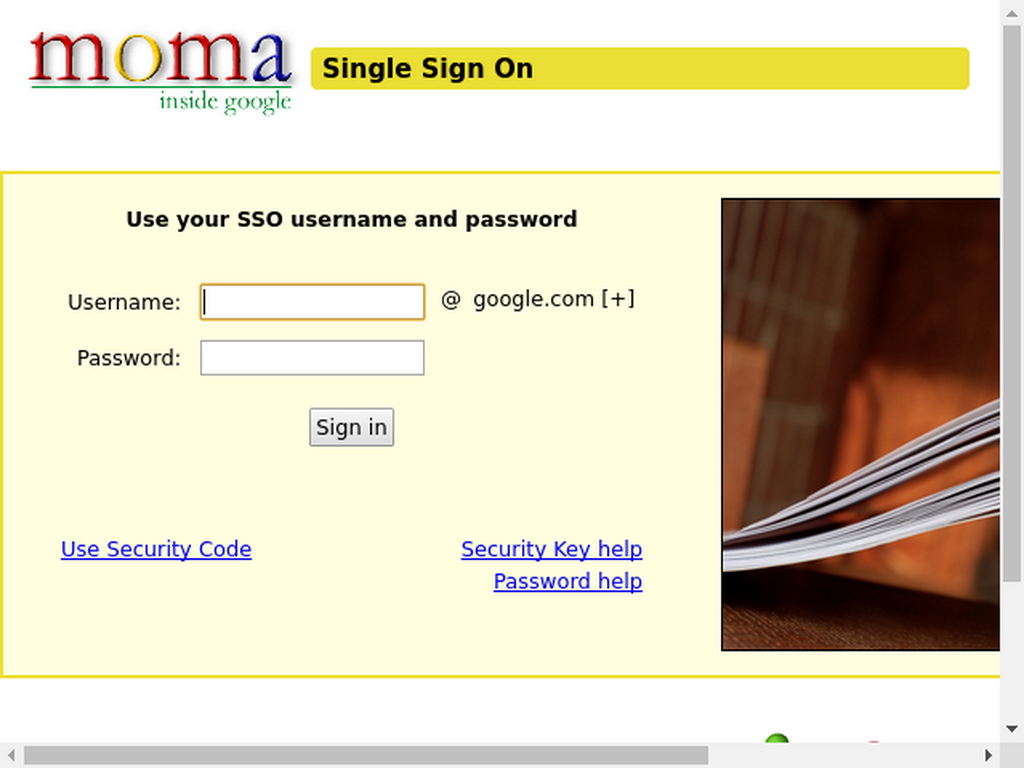 moma
inside google
Single Sign On
Use your SSO username and password
Username:
@ google.com [+]
Password:
Sign in
Use Security Code
Security Key help
Password help